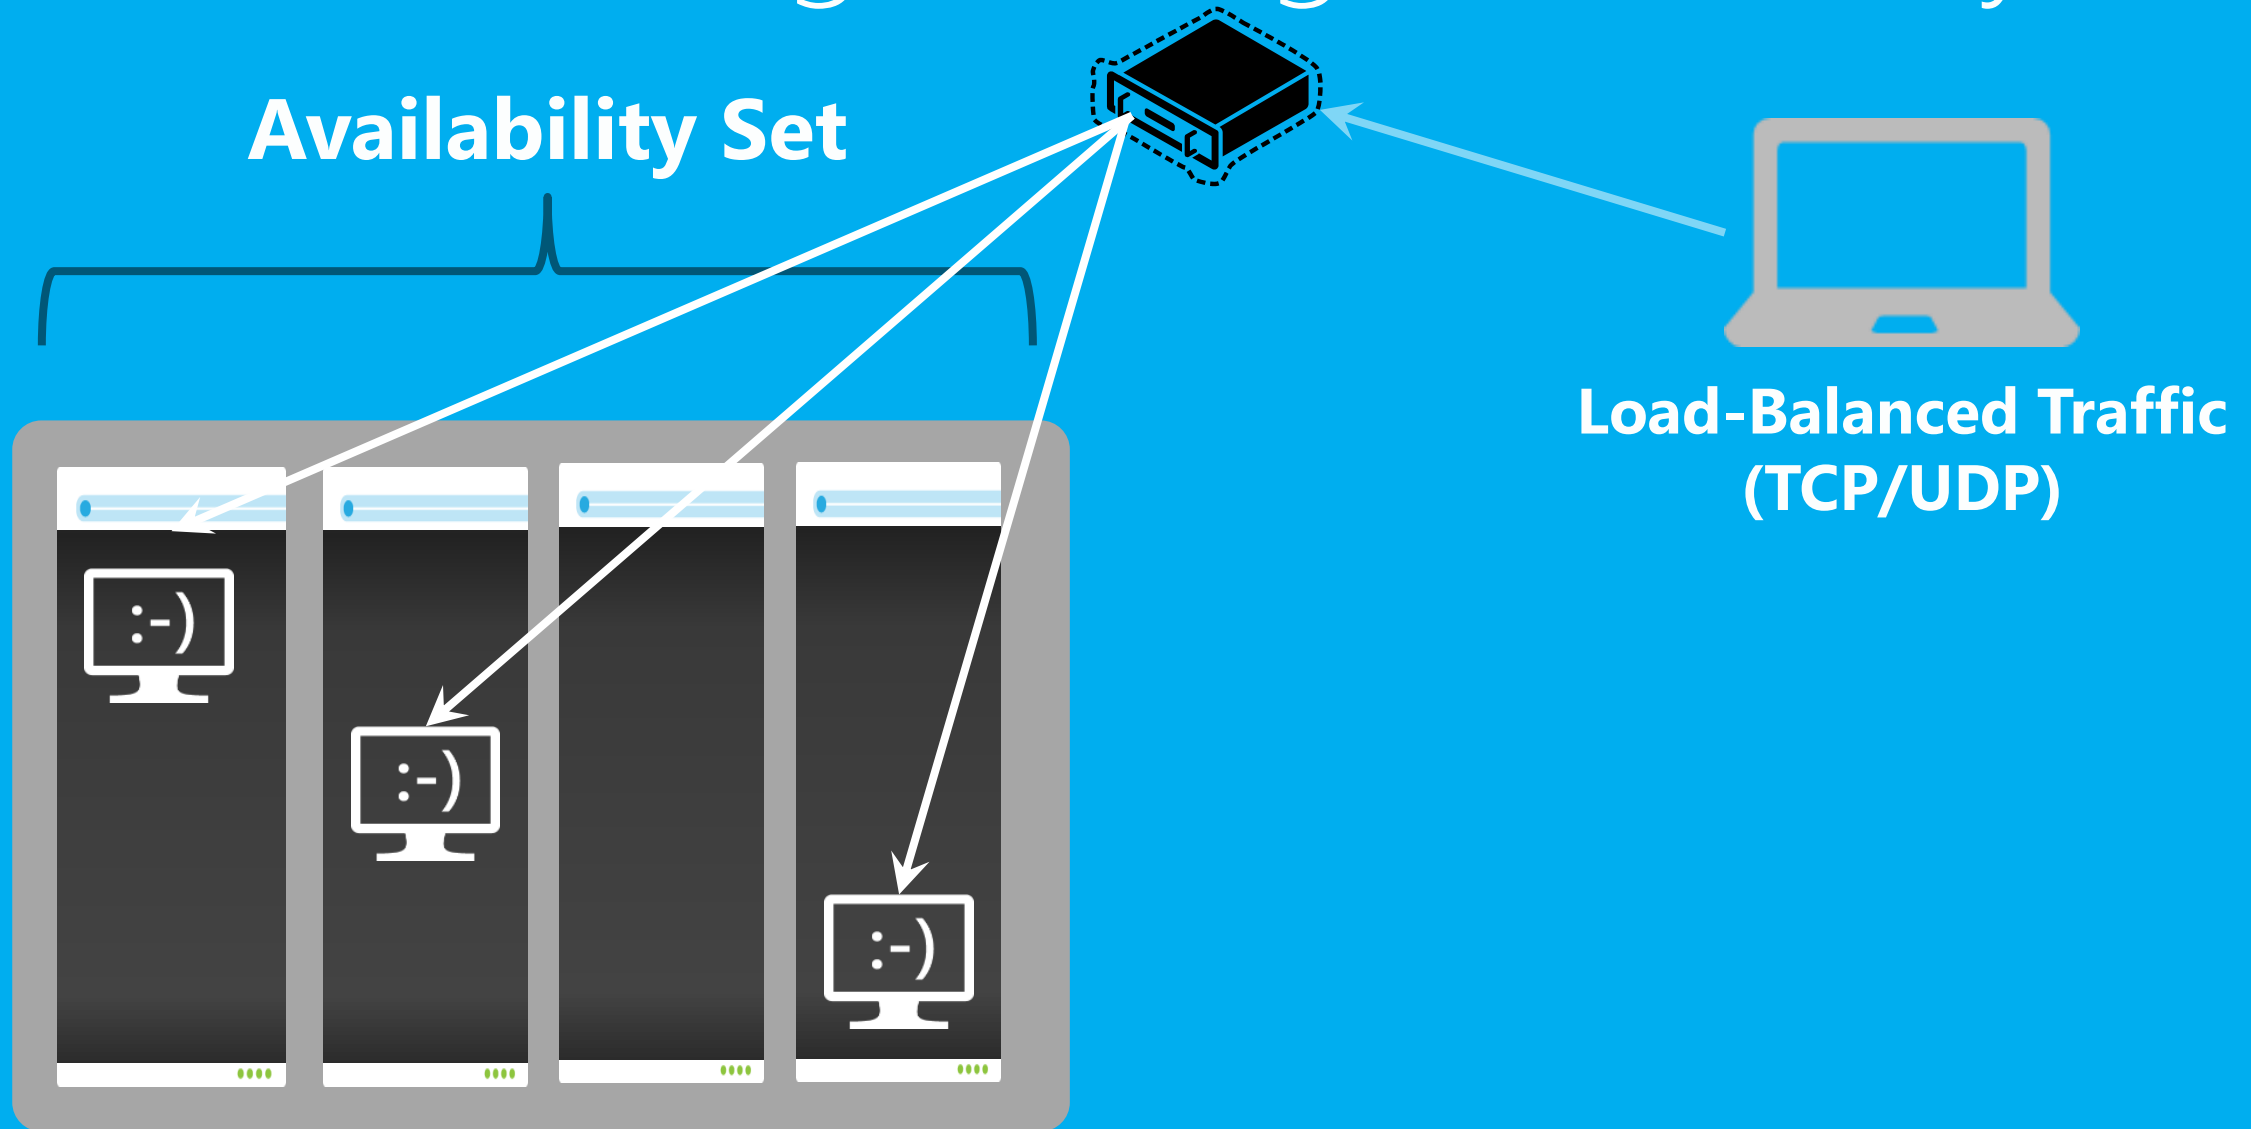 Availability Set
Load-Balanced Traffic
(TCP/UDP)
:-)
:-)
:-)